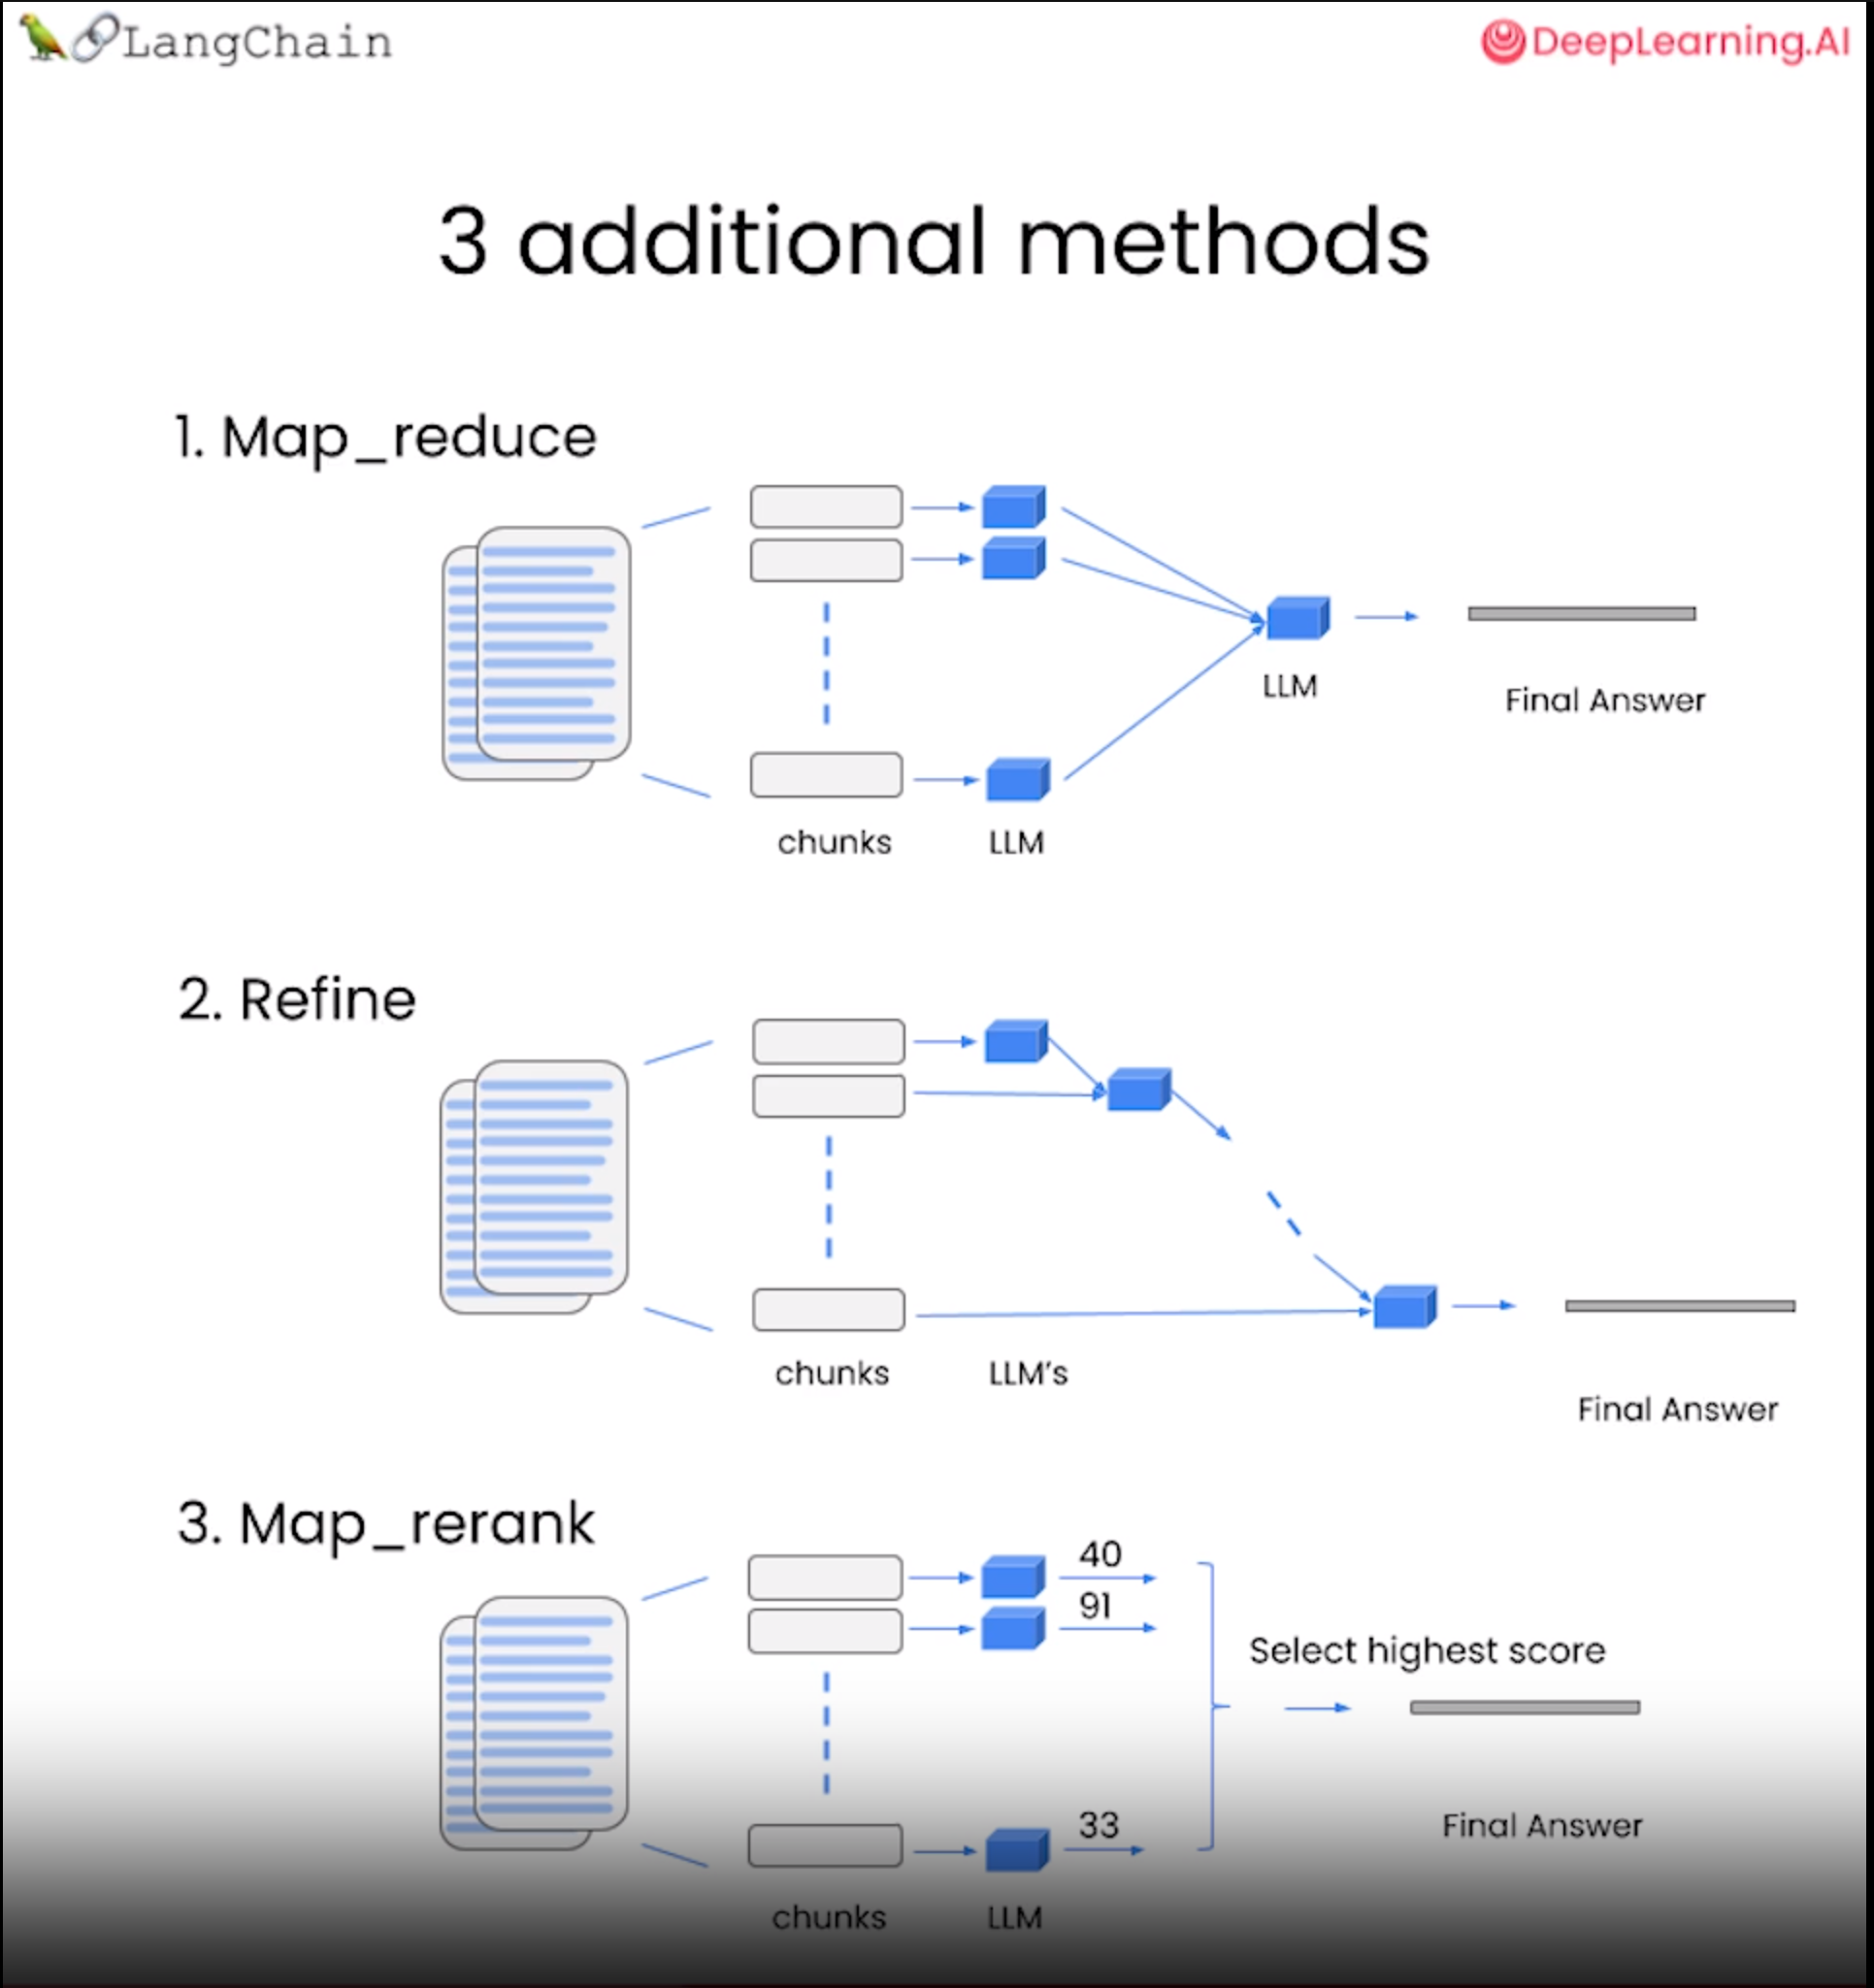 LangChain
DeepLearning.AI
3 additional methods
1. Map_reduce
LLM
Final Answer
chunks
LLM
2. Refine
chunks
LLM's
Final Answer
3. Map_rerank
40
91
Select highest score
33
Final Answer
chunks
LLM